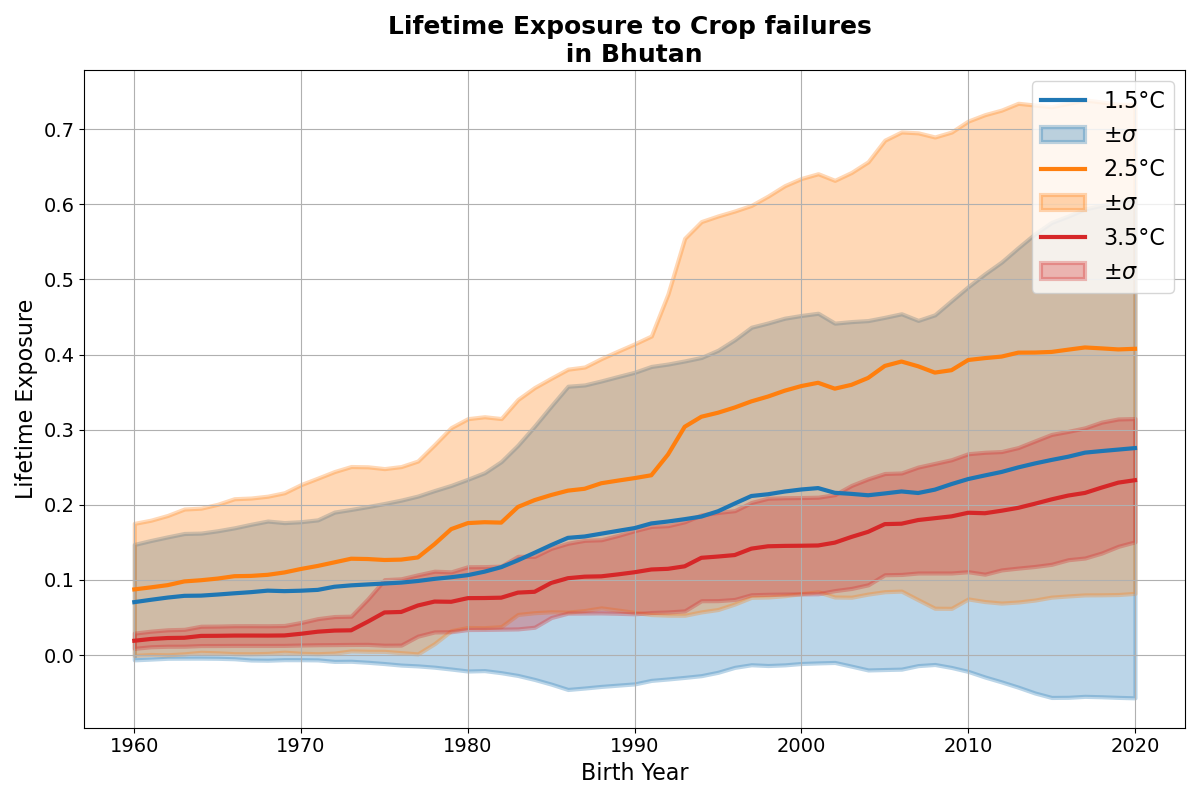 Lifetime Exposure to Crop failures
in Bhutan
Lifetime Exposure
0.7
0.6
0.5
0.4
0.3
0.2
0.1
0.0
1960 1970 1980 1990 2000 2010 2020
Birth Year
1.5°C
±σ
2.5°C
±σ
3.5°C
±σ